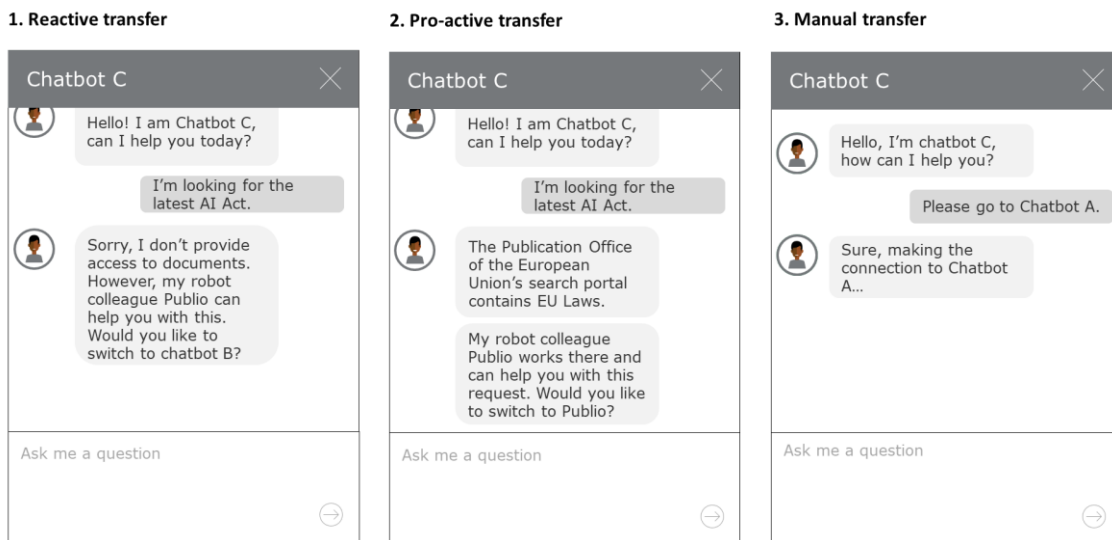 1. Reactive transfer
Chatbot C
Hello! I am Chatbot C,
can I help you today?
I'm looking for the
latest AI Act.
Sorry, I don't provide
access to documents.
However, my robot
colleague Publio can
help you with this.
Would you like to
switch to chatbot B?
Ask me a question
2. Pro-active transfer
Chatbot C
Hello! I am Chatbot C,
can I help you today?
I'm looking for the
latest AI Act.
The Publication Office
of the European
Union's search portal
contains EU Laws.
My robot colleague
Publio works there and
can help you with this
request. Would you like
to switch to Publio?
Ask me a question
3. Manual transfer
Chatbot C
Hello, I'm chatbot C,
how can I help you?
Please go to Chatbot A.
Sure, making the
connection to Chatbot
A...
Ask me a question